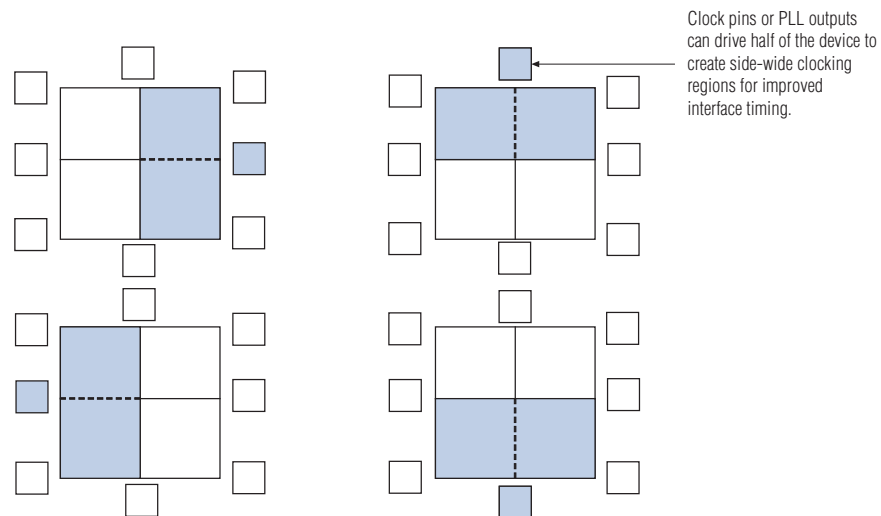 Clock pins or PLL outputs
can drive half of the device to
create side-wide clocking
regions for improved
interface timing.